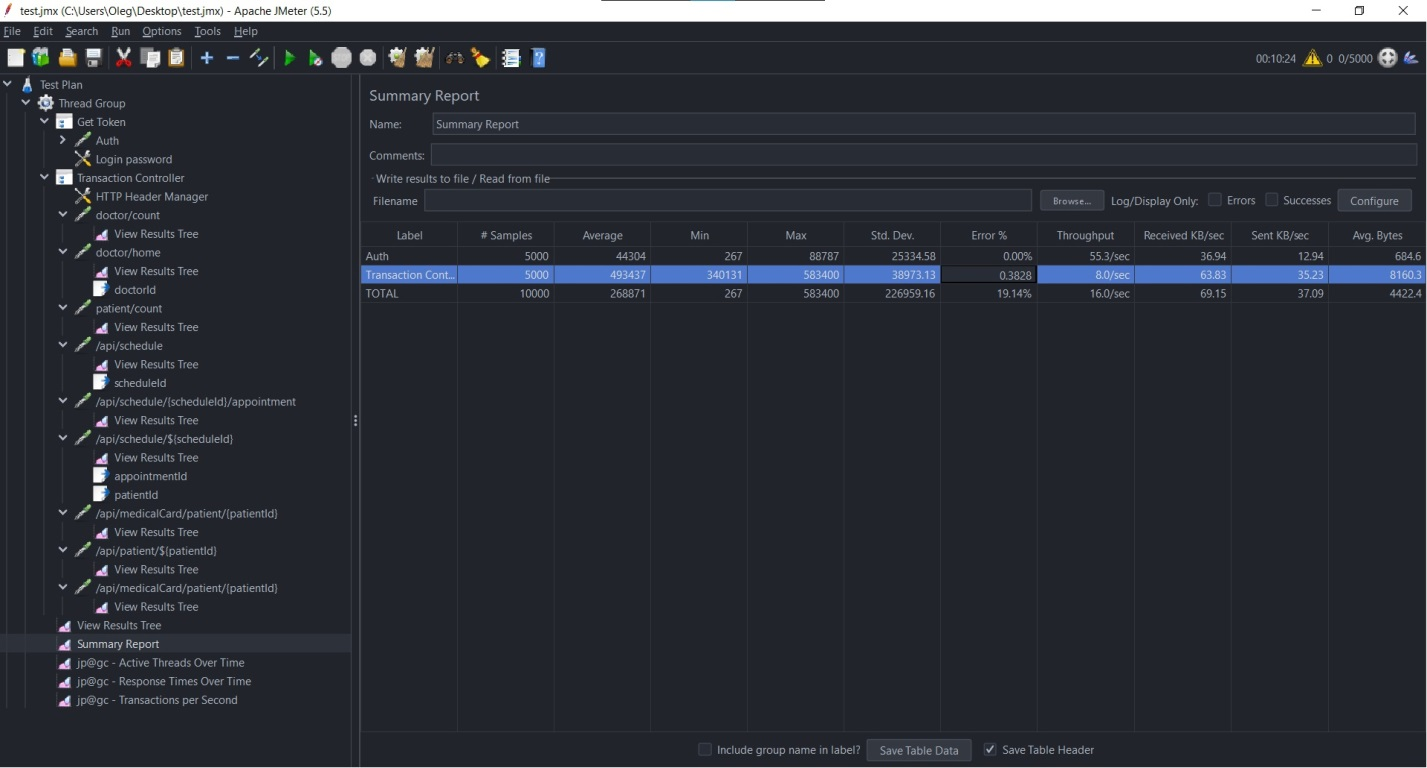 test.jmx (C:\Users\Oleg\Desktop\test.jmx) - Apache JMeter (5.5)
File Edit Search Run Options Tools Help
00:10:24 0 0/5000
Test Plan
Thread Group
Get Token
Auth
Login password
Transaction Controller
HTTP Header Manager
doctor/count
View Results Tree
doctor/home
View Results Tree
doctorId
patient/count
View Results Tree
/api/schedule
View Results Tree
scheduleId
/api/schedule/{scheduleId}/appointment
View Results Tree
/api/schedule/${scheduleId}
View Results Tree
appointmentId
patientId
/api/medicalCard/patient/{patientId}
View Results Tree
/api/patient/${patientId}
View Results Tree
/api/medicalCard/patient/{patientId}
View Results Tree
View Results Tree
Summary Report
jp@gc - Active Threads Over Time
jp@gc - Response Times Over Time
jp@gc - Transactions per Second
Summary Report
Name: Summary Report
Comments:
Write results to file / Read from file
Filename Browse... Log/Display Only: Errors Successes Configure
Label # Samples Average Min Max Std. Dev. Error % Throughput Received KB/sec Sent KB/sec Avg. Bytes
Auth 5000 44304 267 88787 25334.58 0.00% 55.3/sec 36.94 12.94 684.6
Transaction Cont... 5000 493437 340131 583400 38973.13 0.3828 8.0/sec 63.83 35.23 8160.3
TOTAL 10000 268871 267 583400 226959.16 19.14% 16.0/sec 69.15 37.09 4422.4
Include group name in label? Save Table Data Save Table Header